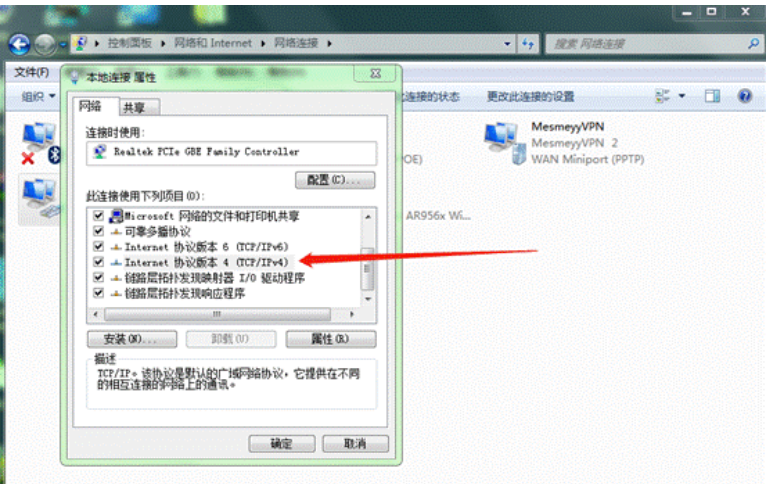 控制面板 ▸ 网络和 Internet ▸ 网络连接 ▸
搜索 网络连接
文件(F)
本地连接 属性
组织 ▾
连接的状态
更改此连接的设置
网络
共享
连接时使用:
Realtek PCIe GBE Family Controller
配置(C)...
MesmeyyVPN
MesmeyyVPN 2
WAN Miniport (PPTP)
OE)
AR956x Wi...
此连接使用下列项目(O):
Microsoft 网络的文件和打印机共享
可靠多播协议
Internet 协议版本 6 (TCP/IPv6)
Internet 协议版本 4 (TCP/IPv4)
链路层拓扑发现映射器 I/O 驱动程序
链路层拓扑发现响应程序
安装(N)...
卸载(U)
属性(R)
描述
TCP/IP。该协议是默认的广域网络协议，它提供在不同
的相互连接的网络上的通讯。
确定
取消